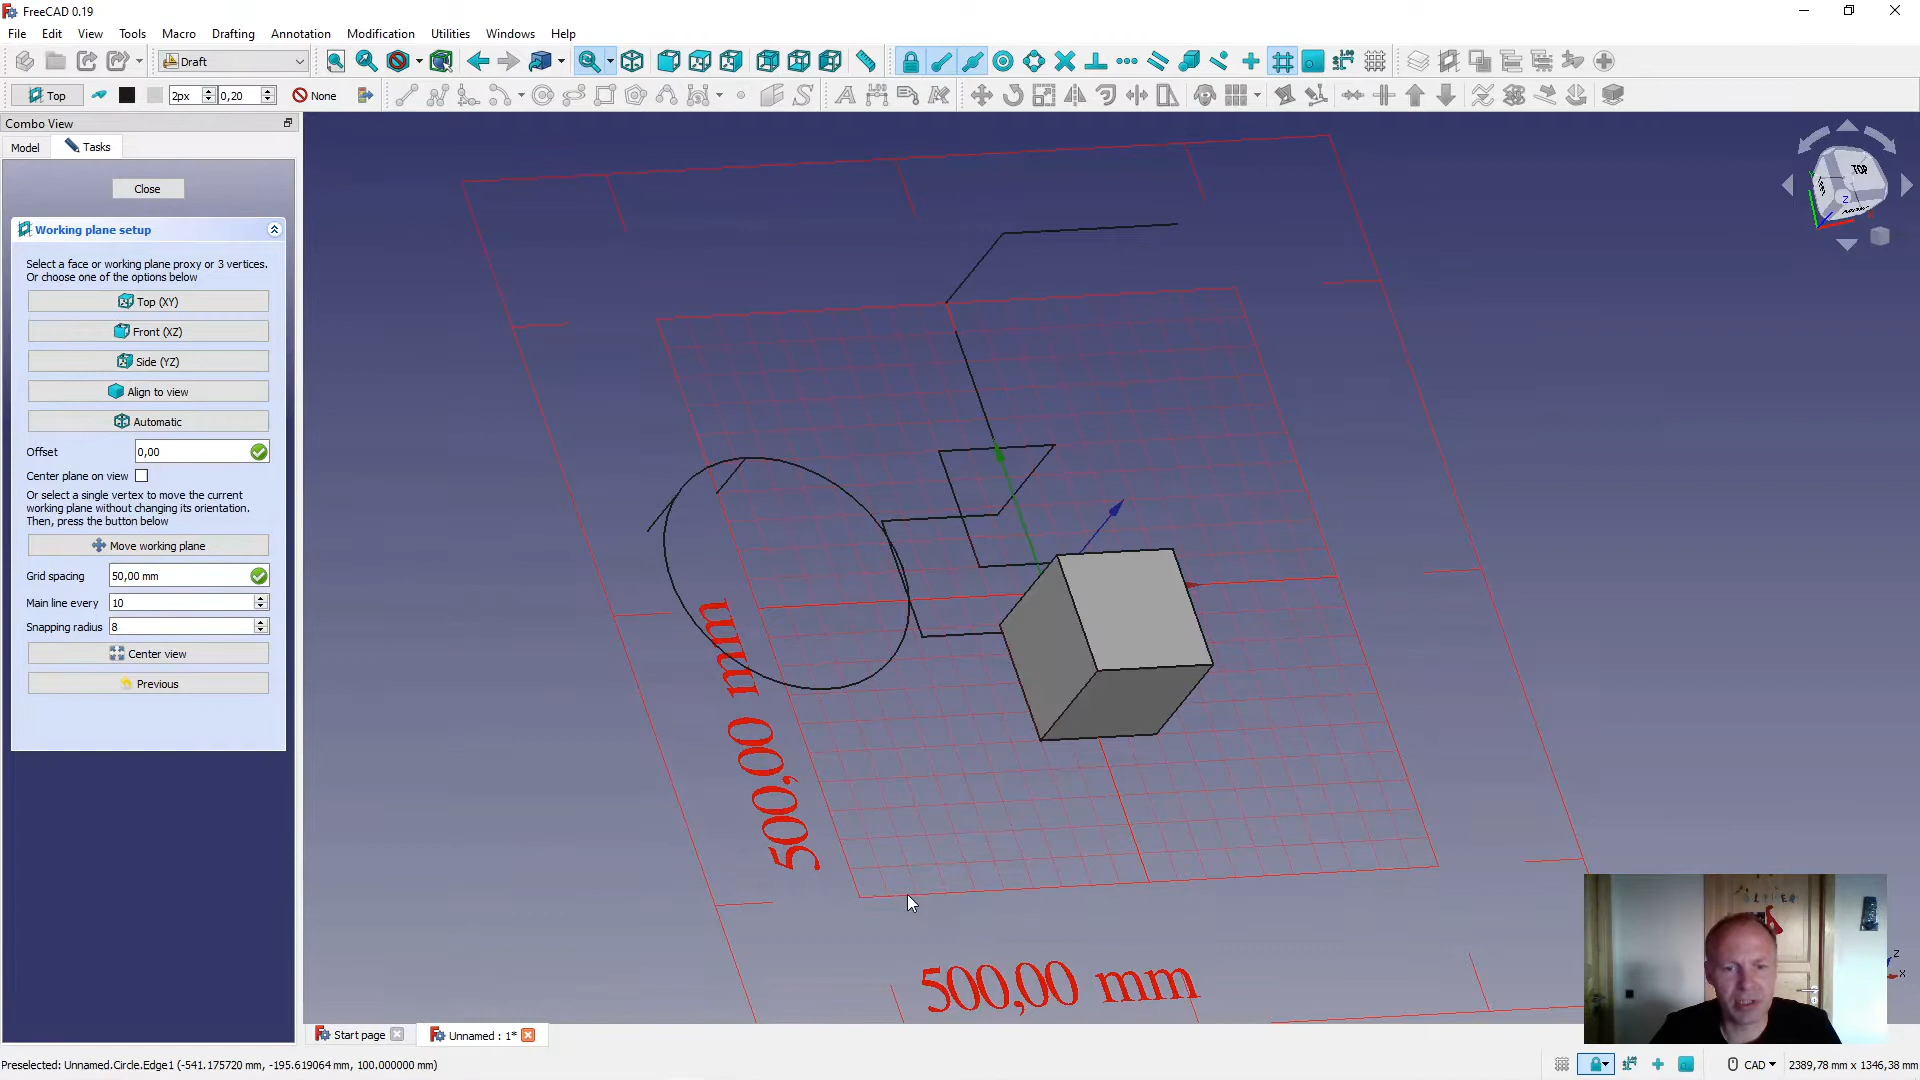 FreeCAD 0.19
File Edit View Tools Macro Drafting Annotation Modification Utilities Windows Help
Draft
Top 2px 0,20 None
Combo View
Model Tasks
Close
Working plane setup
Select a face or working plane proxy or 3 vertices.
Or choose one of the options below
Top (XY)
Front (XZ)
Side (YZ)
Align to view
Automatic
Offset 0,00
Center plane on view
Or select a single vertex to move the current
working plane without changing its orientation.
Then, press the button below
Move working plane
Grid spacing 50,00 mm
Main line every 10
Snapping radius 8
Center view
Previous
TOP
Z
500,00 mm
500,00 mm
Z
X
Start page Unnamed : 1*
Preselected: Unnamed.Circle.Edge1 (-541.175720 mm, -195.619064 mm, 100.000000 mm)
CAD 2389,78 mm x 1346,38 mm